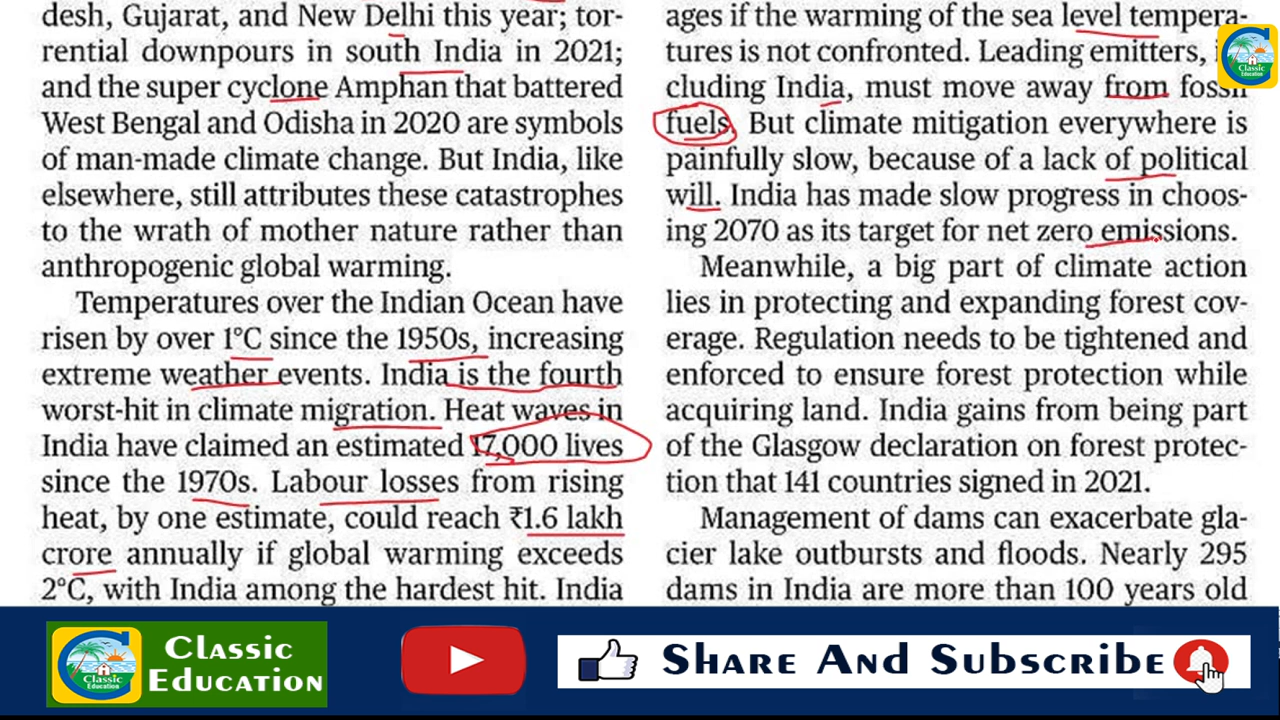 desh, Gujarat, and New Delhi this year; tor-
rential downpours in south India in 2021;
and the super cyclone Amphan that battered
West Bengal and Odisha in 2020 are symbols
of man-made climate change. But India, like
elsewhere, still attributes these catastrophes
to the wrath of mother nature rather than
anthropogenic global warming.
Temperatures over the Indian Ocean have
risen by over 1°C since the 1950s, increasing
extreme weather events. India is the fourth
worst-hit in climate migration. Heat waves in
India have claimed an estimated 17,000 lives
since the 1970s. Labour losses from rising
heat, by one estimate, could reach ₹1.6 lakh
crore annually if global warming exceeds
2°C, with India among the hardest hit. India
ages if the warming of the sea level tempera-
tures is not confronted. Leading emitters,
cluding India, must move away from fossil
fuels. But climate mitigation everywhere is
painfully slow, because of a lack of political
will. India has made slow progress in choos-
ing 2070 as its target for net zero emissions.
Meanwhile, a big part of climate action
lies in protecting and expanding forest cov-
erage. Regulation needs to be tightened and
enforced to ensure forest protection while
acquiring land. India gains from being part
of the Glasgow declaration on forest protec-
tion that 141 countries signed in 2021.
Management of dams can exacerbate gla-
cier lake outbursts and floods. Nearly 295
dams in India are more than 100 years old
Classic
Education
Classic
Education
Classic
Education
Share And Subscribe